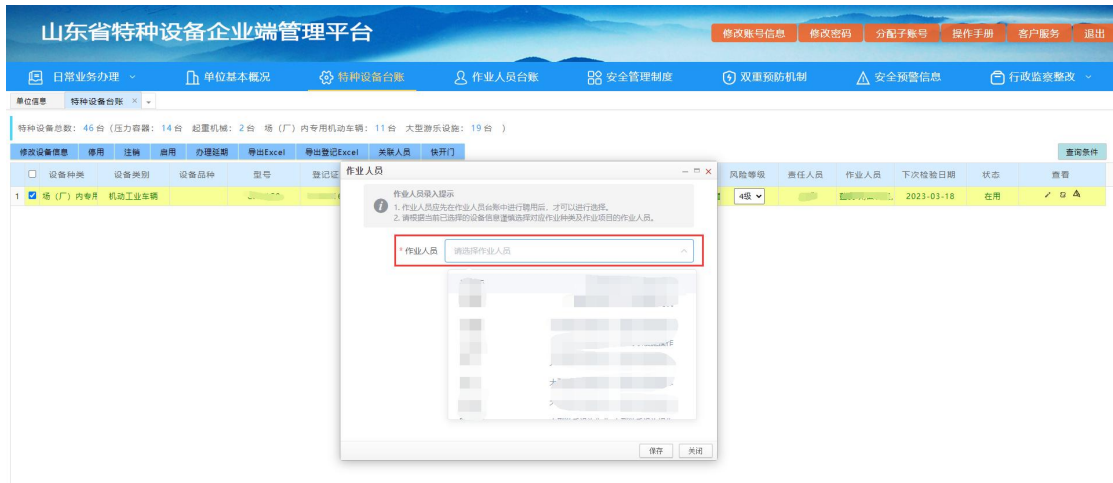 山东省特种设备企业端管理平台
修改账号信息 修改密码 分配子账号 操作手册 客户服务 退出
日常业务办理 单位基本概况 特种设备台账 作业人员台账 安全管理制度 双重预防机制 安全预警信息 行政监察整改
单位信息 特种设备台账 ×
特种设备总数: 46 台 (压力容器: 14 台 起重机械: 2 台 场 (厂) 内专用机动车辆: 11 台 大型游乐设施: 19 台 )
修改设备信息 停用 注销 启用 办理延期 导出Excel 导出登记Excel 关联人员 快开门 查询条件
设备种类 设备类别 设备品种 型号 登记证 风险等级 责任人员 作业人员 下次检验日期 状态 查看
1 场 (厂) 内专用 机动工业车辆 4级 2023-03-18 在用
作业人员
作业人员录入提示
1. 作业人员应先在作业人员台账中进行聘用后, 才可以进行选择。
2. 请根据当前已选择的设备信息谨慎选择对应作业种类及作业项目的作业人员。
* 作业人员 请选择作业人员
保存 关闭